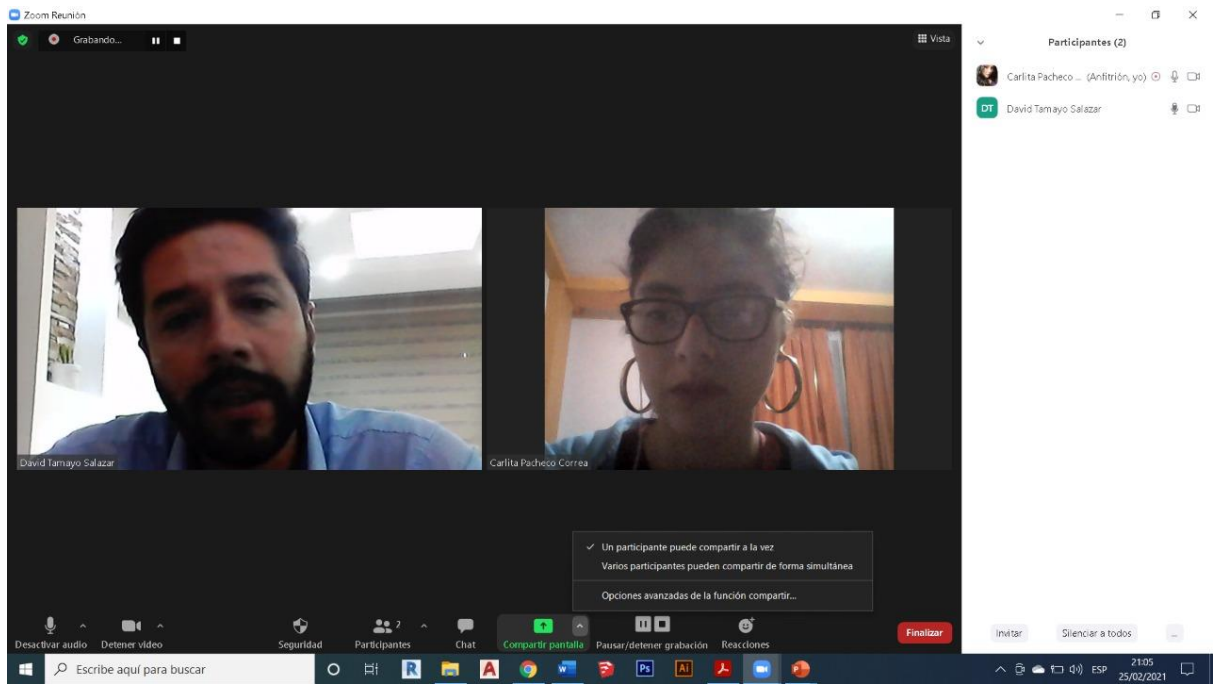 Zoom Reunión
Grabando...
Vista
Participantes (2)
Carlita Pacheco ... (Anfitrión, yo)
DT David Tamayo Salazar
David Tamayo Salazar
Carlita Pacheco Correa
Un participante puede compartir a la vez
Varios participantes pueden compartir de forma simultánea
Opciones avanzadas de la función compartir...
Desactivar audio
Detener video
Seguridad
2
Participantes
Chat
Compartir pantalla
Pausar/detener grabación
Reacciones
Finalizar
Invitar
Silenciar a todos
...
Escribe aquí para buscar
R
A
W
Ps
Ai
P
ESP
21:05
25/02/2021